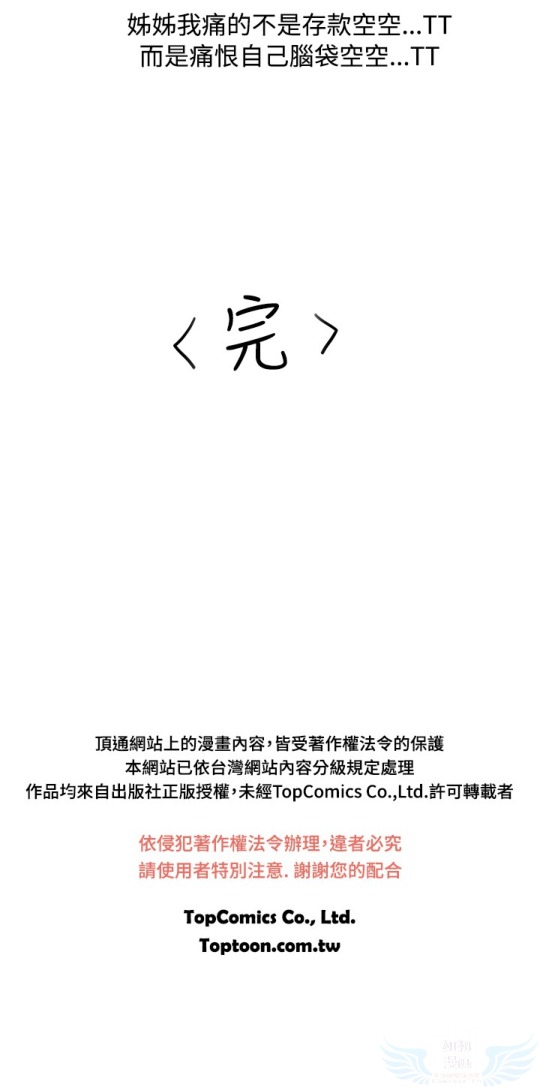 姊姊我痛的不是存款空空...TT
而是痛恨自己腦袋空空...TT
〈完〉
頂通網站上的漫畫內容，皆受著作權法令的保護
本網站已依台灣網站內容分級規定處理
作品均來自出版社正版授權，未經TopComics Co.,Ltd.許可轉載者
依侵犯著作權法令辦理，違者必究
請使用者特別注意. 謝謝您的配合
TopComics Co., Ltd.
Toptoon.com.tw